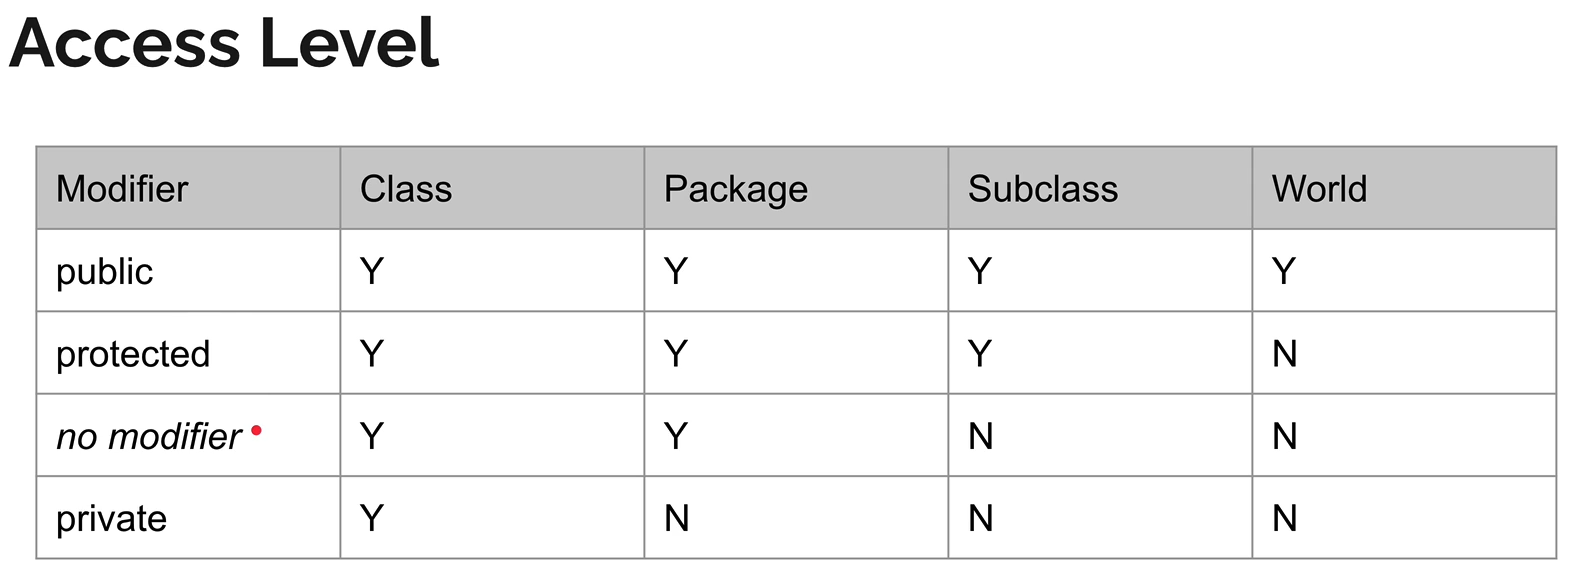 Access Level
Modifier Class Package Subclass World
public Y Y Y Y
protected Y Y Y N
no modifier Y Y N N
private Y N N N